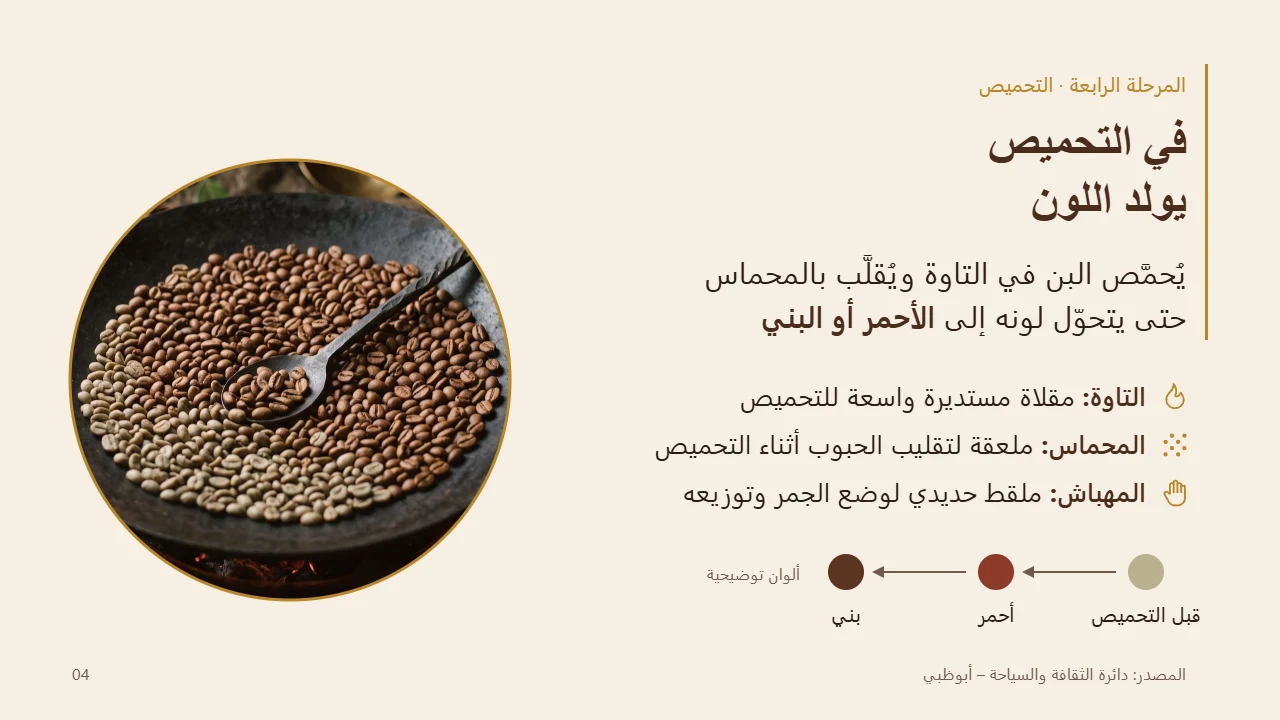 المرحلة الرابعة · التحميص
في التحميص
يولد اللون
يُحمَّص البن في التاوة ويُقلَّب بالمحماس
حتى يتحوّل لونه إلى الأحمر أو البني
التاوة: مقلاة مستديرة واسعة للتحميص
المحماس: ملعقة لتقليب الحبوب أثناء التحميص
المهباش: ملقط حديدي لوضع الجمر وتوزيعه
ألوان توضيحية
قبل التحميص
أحمر
بني
المصدر: دائرة الثقافة والسياحة – أبوظبي
04